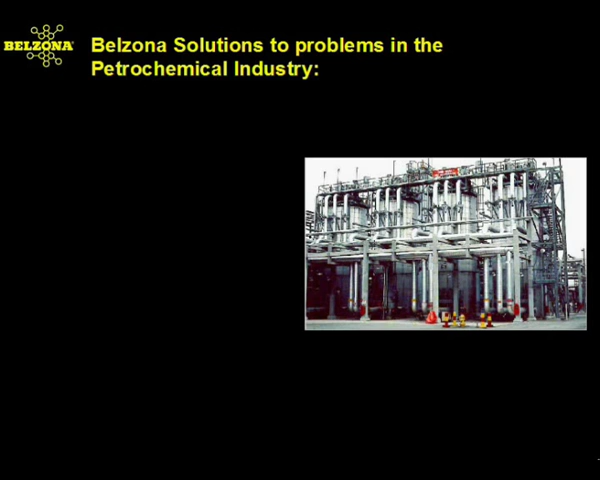 BELZONA
Belzona Solutions to problems in the
Petrochemical Industry: